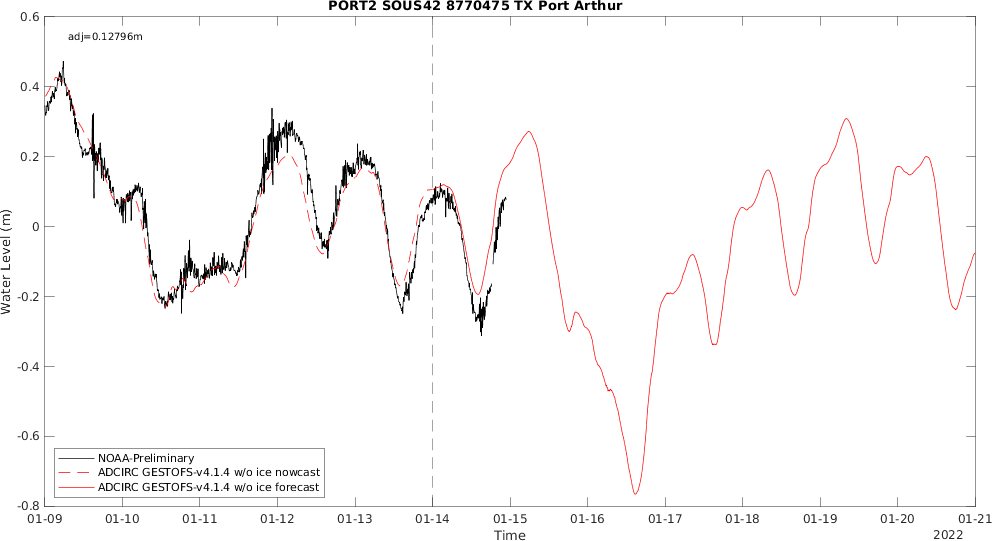 PORT2 SOUS42 8770475 TX Port Arthur
adj=0.12796m
0.6
0.4
0.2
0
-0.2
-0.4
-0.6
-0.8
Water Level (m)
NOAA-Preliminary
ADCIRC GESTOFS-v4.1.4 w/o ice nowcast
ADCIRC GESTOFS-v4.1.4 w/o ice forecast
01-09 01-10 01-11 01-12 01-13 01-14 01-15 01-16 01-17 01-18 01-19 01-20 01-21
Time
2022